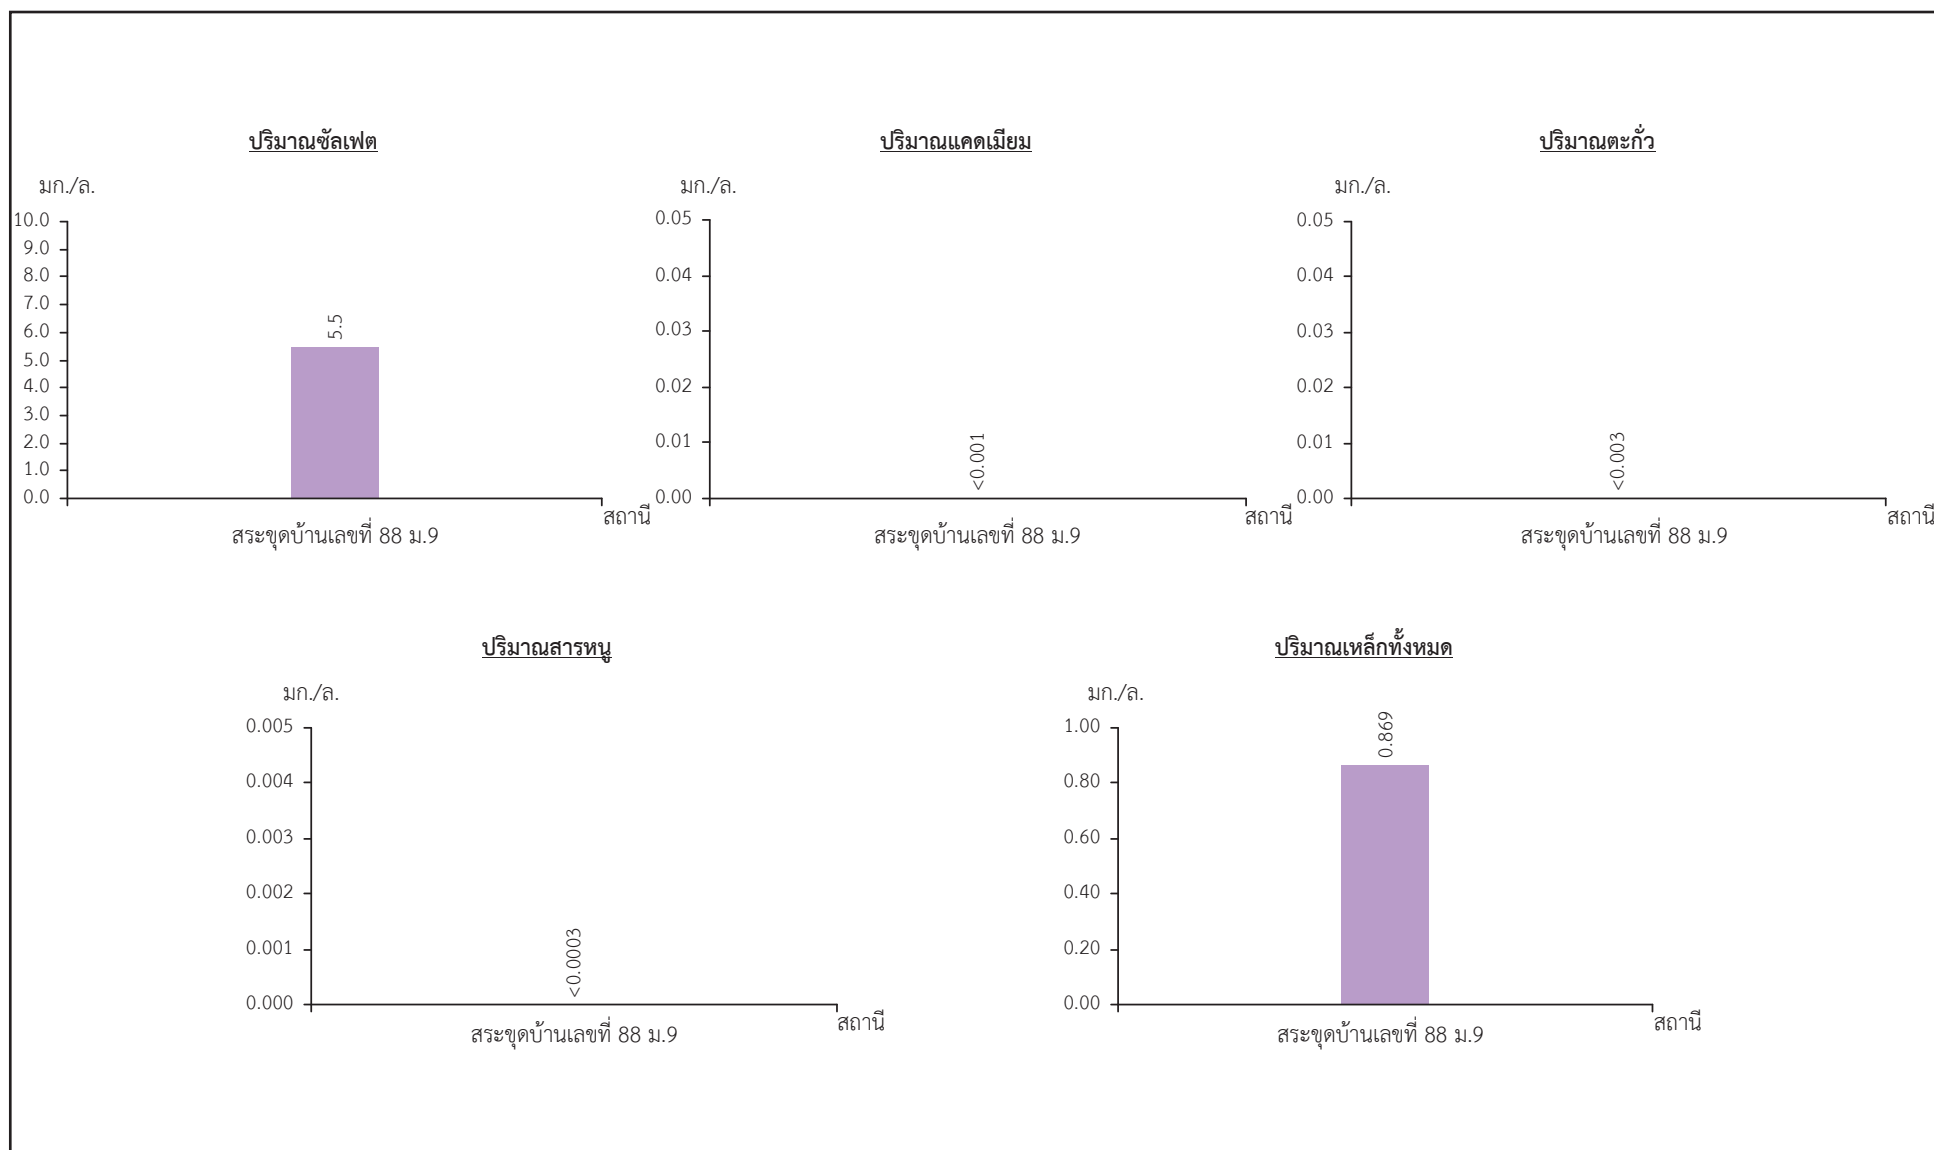 ปริมาณซัลเฟต
มก./ล.
10.0
9.0
8.0
7.0
6.0
5.0
4.0
3.0
2.0
1.0
0.0
5.5
สถานี
สระขุดบ้านเลขที่ 88 ม.9
ปริมาณแคดเมียม
มก./ล.
0.05
0.04
0.03
0.02
0.01
0.00
<0.001
สถานี
สระขุดบ้านเลขที่ 88 ม.9
ปริมาณตะกั่ว
มก./ล.
0.05
0.04
0.03
0.02
0.01
0.00
<0.003
สถานี
สระขุดบ้านเลขที่ 88 ม.9
ปริมาณสารหนู
มก./ล.
0.005
0.004
0.003
0.002
0.001
0.000
<0.0003
สถานี
สระขุดบ้านเลขที่ 88 ม.9
ปริมาณเหล็กทั้งหมด
มก./ล.
1.00
0.80
0.60
0.40
0.20
0.00
0.869
สถานี
สระขุดบ้านเลขที่ 88 ม.9